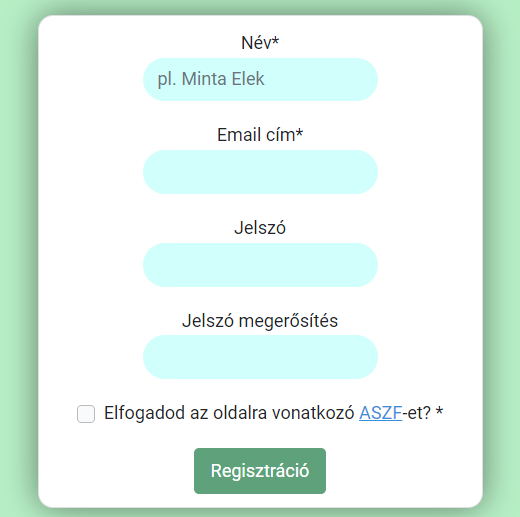 Név*
pl. Minta Elek
Email cím*
Jelszó
Jelszó megerősítés
Elfogadod az oldalra vonatkozó ASZF-et? *
Regisztráció